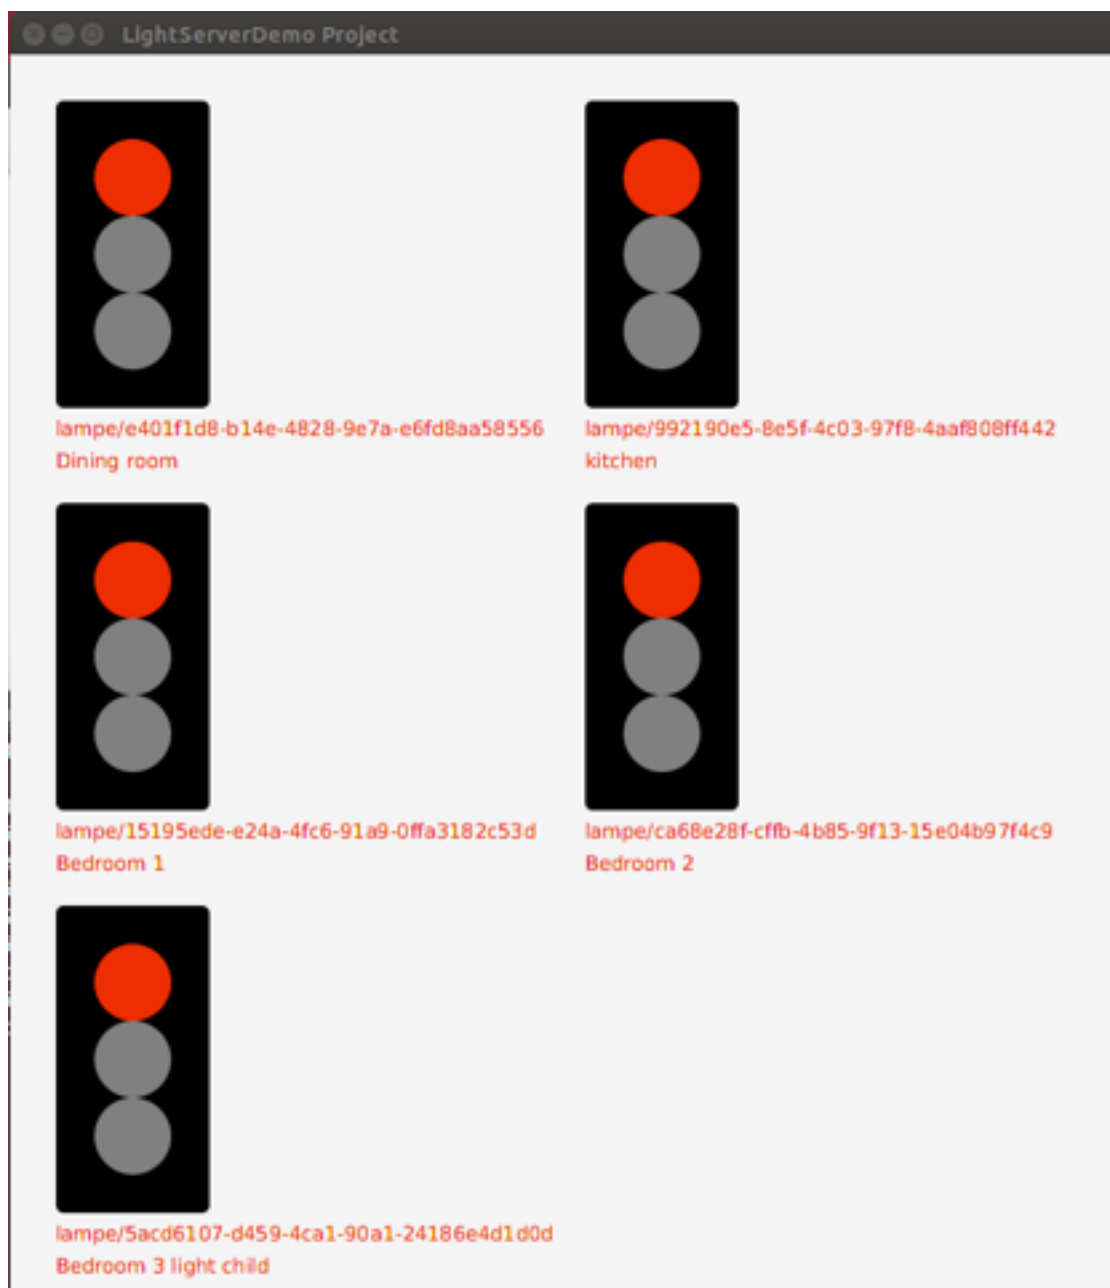 LightServerDemo Project
lampe/e401f1d8-b14e-4828-9e7a-e6fd8aa58556
Dining room
lampe/992190e5-8e5f-4c03-97f8-4aaf808ff442
kitchen
lampe/15195ede-e24a-4fc6-91a9-0ffa3182c53d
Bedroom 1
lampe/ca68e28f-cffb-4b85-9f13-15e04b97f4c9
Bedroom 2
lampe/5acd6107-d459-4ca1-90a1-24186e4d1d0d
Bedroom 3 light child